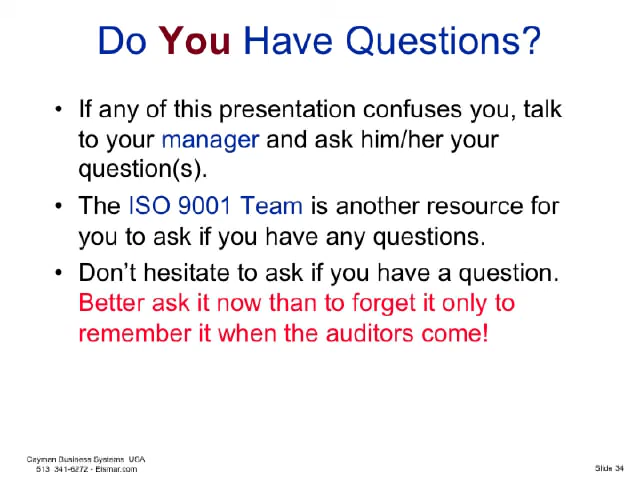 Do You Have Questions?
• If any of this presentation confuses you, talk
to your manager and ask him/her your
question(s).
• The ISO 9001 Team is another resource for
you to ask if you have any questions.
• Don’t hesitate to ask if you have a question.
Better ask it now than to forget it only to
remember it when the auditors come!
Cayman Business Systems USA
513 341-6272 - Elsmar.com
Slide 34